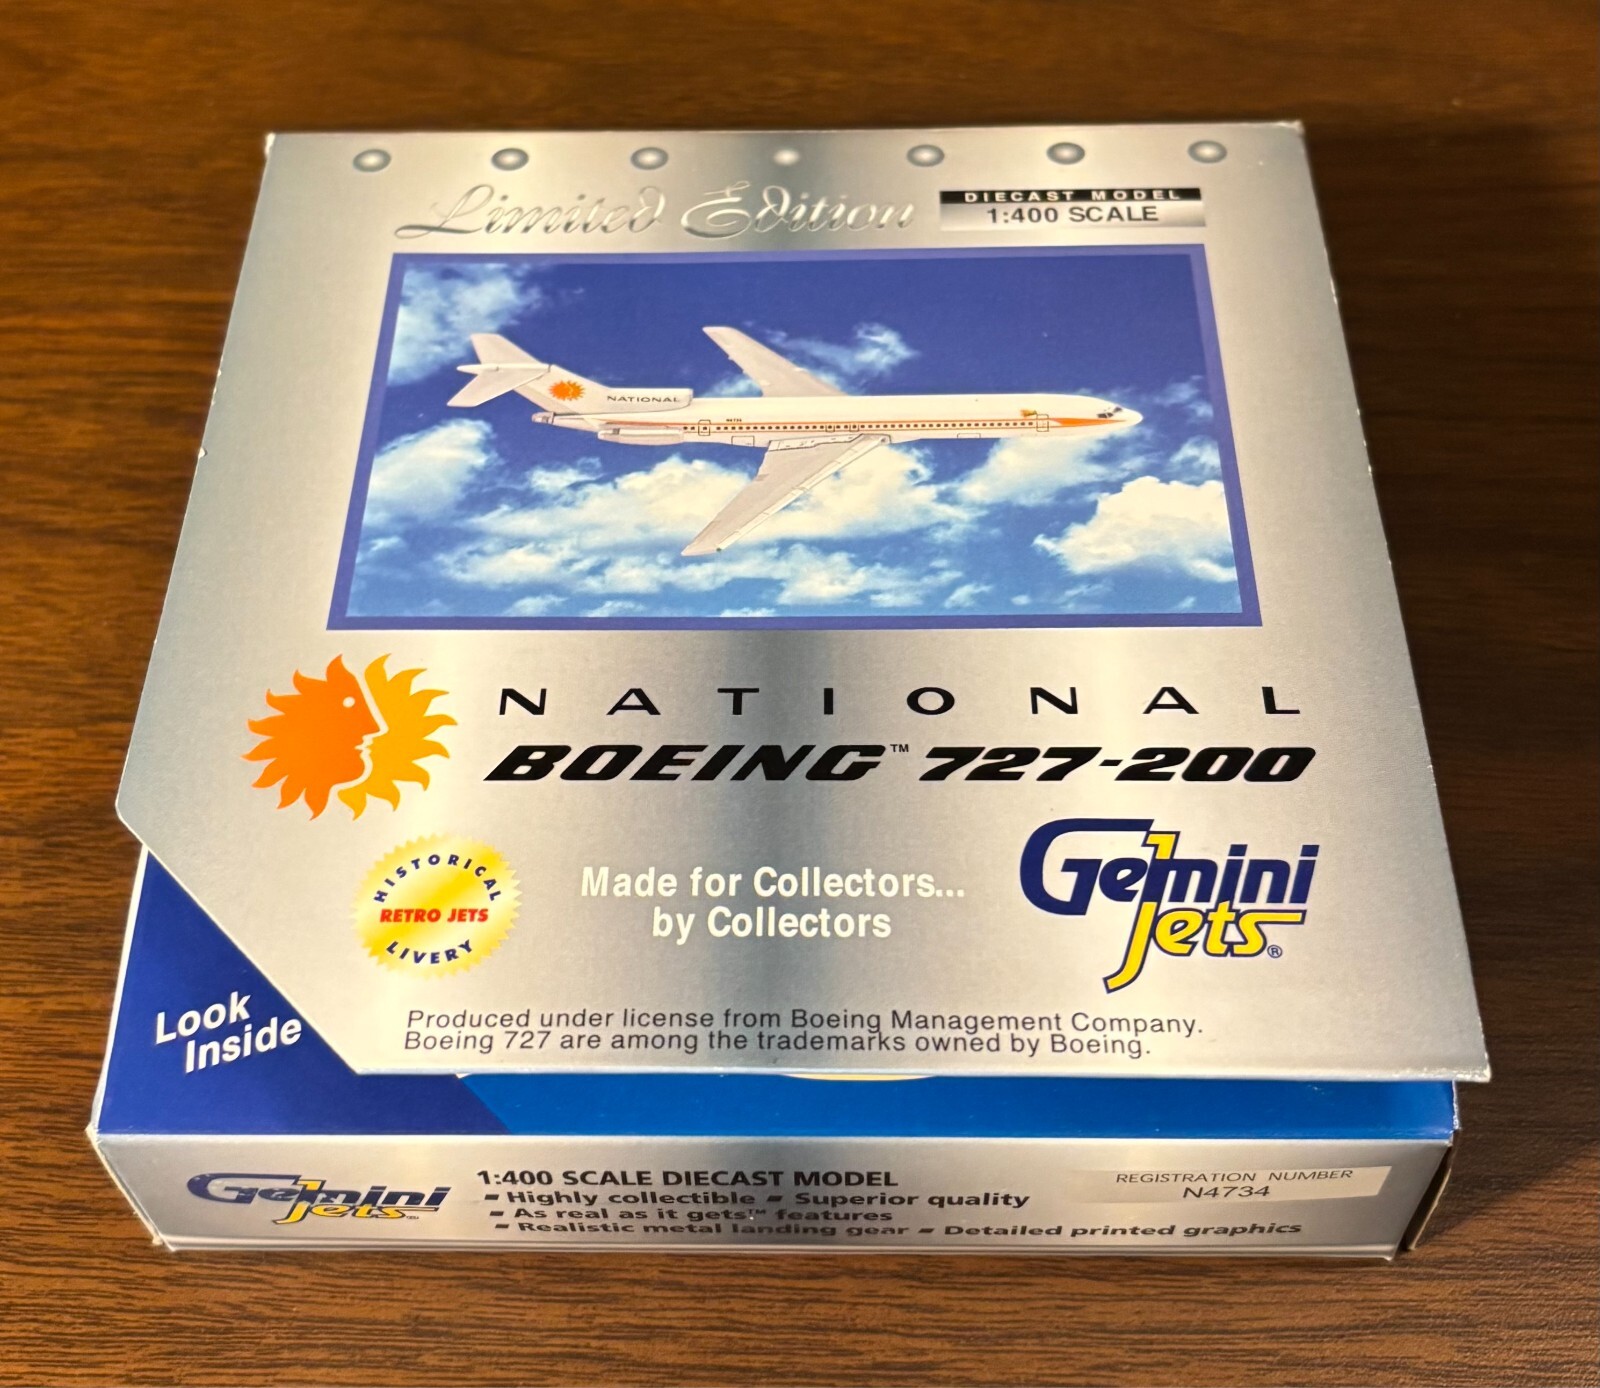 Limited Edition
DIECAST MODEL
1:400 SCALE
NATIONAL
N4734
NATIONAL
BOEING™ 727-200
HISTORICAL
RETRO JETS
LIVERY
Made for Collectors...
by Collectors
Gemini
Jets®
Look
Inside
Produced under license from Boeing Management Company.
Boeing 727 are among the trademarks owned by Boeing.
Gemini
Jets
1:400 SCALE DIECAST MODEL
Highly collectible Superior quality
As real as it gets™ features
Realistic metal landing gear Detailed printed graphics
REGISTRATION NUMBER
N4734